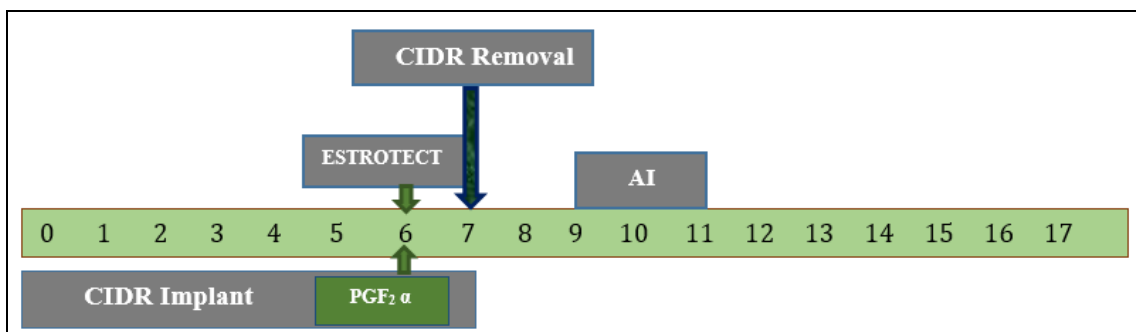 CIDR Removal
ESTROTECT
AI
0 1 2 3 4 5 6 7 8 9 10 11 12 13 14 15 16 17
CIDR Implant
PGF₂ α